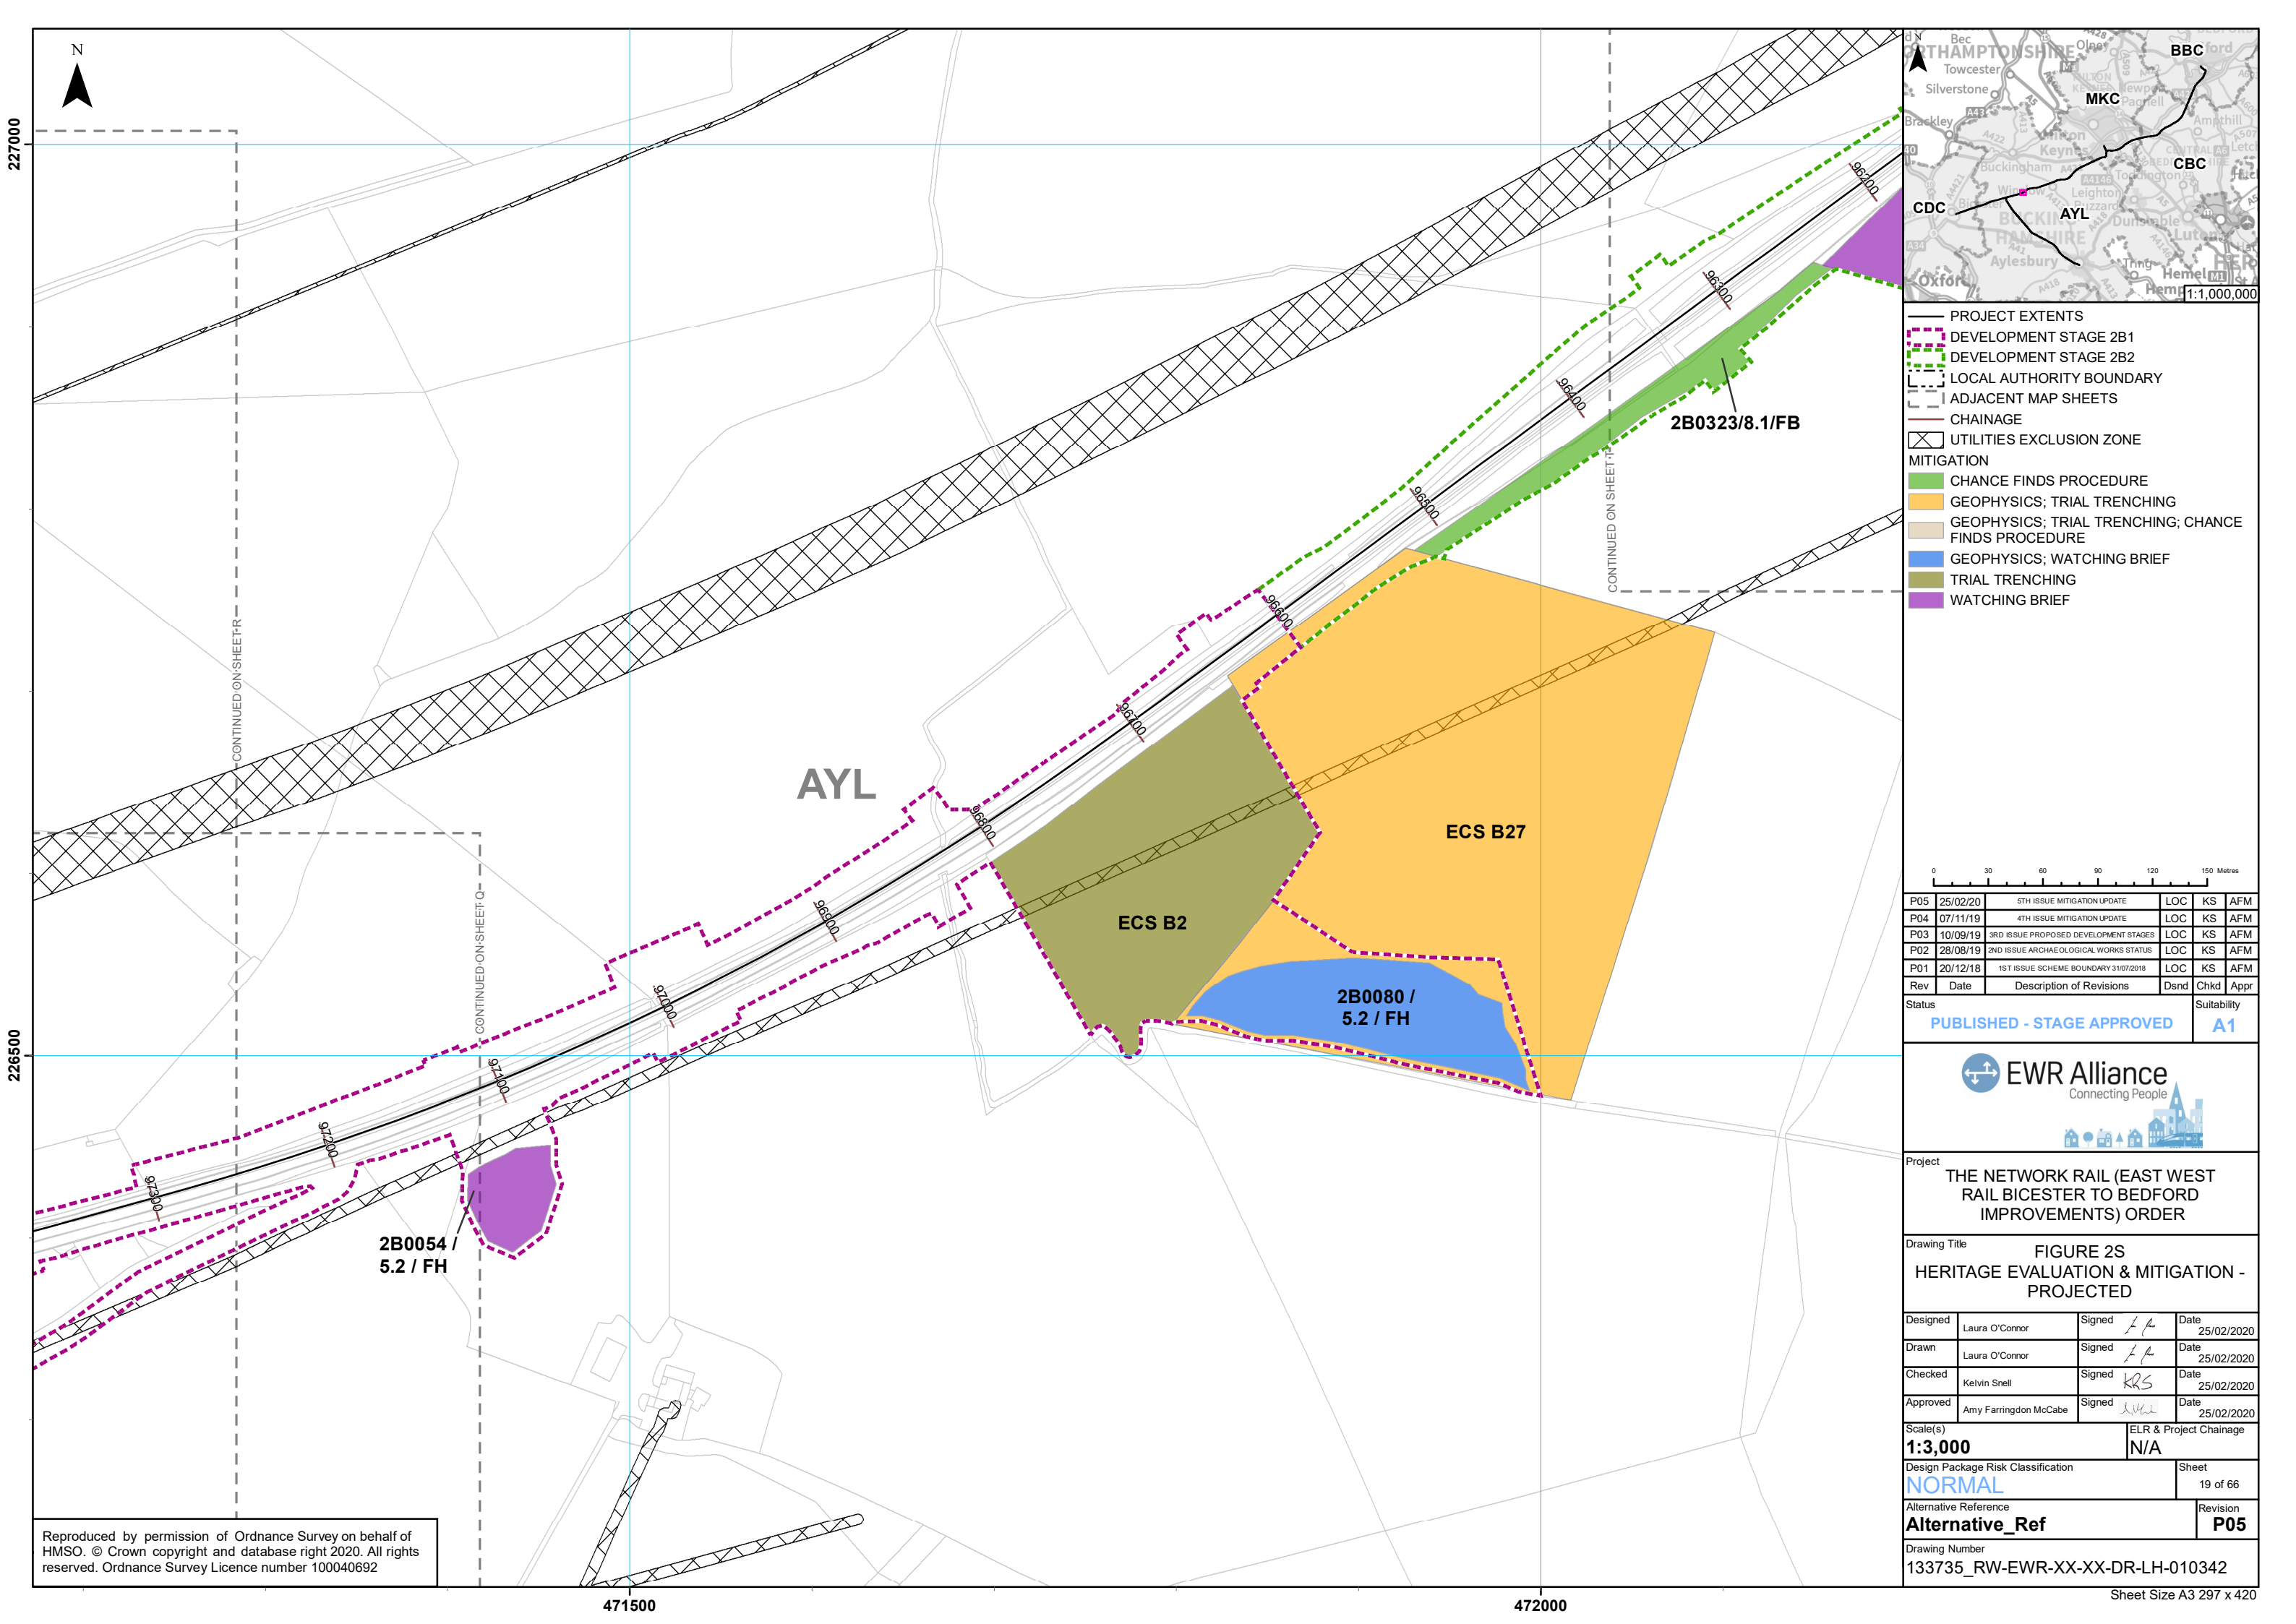 N
227000
226500
471500
472000
CONTINUED ON SHEET R
CONTINUED ON SHEET Q
CONTINUED ON SHEET T
AYL
96200
96300
96400
96500
96600
96700
96800
96900
97000
97100
97200
97300
2B0323/8.1/FB
ECS B27
ECS B2
2B0080 /
5.2 / FH
2B0054 /
5.2 / FH
Reproduced by permission of Ordnance Survey on behalf of
HMSO. © Crown copyright and database right 2020. All rights
reserved. Ordnance Survey Licence number 100040692
N
BBC
MKC
CBC
CDC
AYL
Towcester
Silverstone
Brackley
Buckingham
Aylesbury
Ampthill
Oxford
Tring
Hemel
1:1,000,000
PROJECT EXTENTS
DEVELOPMENT STAGE 2B1
DEVELOPMENT STAGE 2B2
LOCAL AUTHORITY BOUNDARY
ADJACENT MAP SHEETS
CHAINAGE
UTILITIES EXCLUSION ZONE
MITIGATION
CHANCE FINDS PROCEDURE
GEOPHYSICS; TRIAL TRENCHING
GEOPHYSICS; TRIAL TRENCHING; CHANCE
FINDS PROCEDURE
GEOPHYSICS; WATCHING BRIEF
TRIAL TRENCHING
WATCHING BRIEF
0 30 60 90 120 150 Metres
P05 25/02/20 5TH ISSUE MITIGATION UPDATE LOC KS AFM
P04 07/11/19 4TH ISSUE MITIGATION UPDATE LOC KS AFM
P03 10/09/19 3RD ISSUE PROPOSED DEVELOPMENT STAGES LOC KS AFM
P02 28/08/19 2ND ISSUE ARCHAEOLOGICAL WORKS STATUS LOC KS AFM
P01 20/12/18 1ST ISSUE SCHEME BOUNDARY 31/07/2018 LOC KS AFM
Rev Date Description of Revisions Dsnd Chkd Appr
Status Suitability
PUBLISHED - STAGE APPROVED A1
EWR Alliance
Connecting People
Project
THE NETWORK RAIL (EAST WEST
RAIL BICESTER TO BEDFORD
IMPROVEMENTS) ORDER
Drawing Title
FIGURE 2S
HERITAGE EVALUATION & MITIGATION -
PROJECTED
Designed Laura O'Connor Signed Date 25/02/2020
Drawn Laura O'Connor Signed Date 25/02/2020
Checked Kelvin Snell Signed KRS Date 25/02/2020
Approved Amy Farringdon McCabe Signed Date 25/02/2020
Scale(s) ELR & Project Chainage
1:3,000 N/A
Design Package Risk Classification Sheet
NORMAL 19 of 66
Alternative Reference Revision
Alternative_Ref P05
Drawing Number
133735_RW-EWR-XX-XX-DR-LH-010342
Sheet Size A3 297 x 420